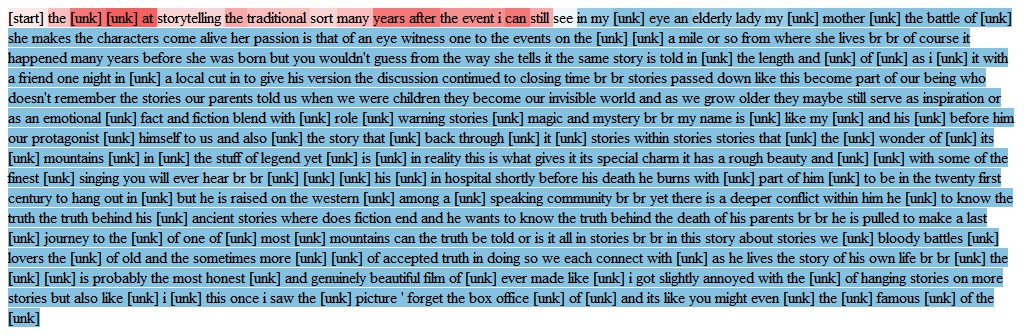 [start] the [unk] [unk] at storytelling the traditional sort many years after the event i can still see in my [unk] eye an elderly lady my [unk] mother [unk] the battle of [unk]
she makes the characters come alive her passion is that of an eye witness one to the events on the [unk] [unk] a mile or so from where she lives br br of course it
happened many years before she was born but you wouldn't guess from the way she tells it the same story is told in [unk] the length and [unk] of [unk] as i [unk] it with
a friend one night in [unk] a local cut in to give his version the discussion continued to closing time br br stories passed down like this become part of our being who
doesn't remember the stories our parents told us when we were children they become our invisible world and as we grow older they maybe still serve as inspiration or
as an emotional [unk] fact and fiction blend with [unk] role [unk] warning stories [unk] magic and mystery br br my name is [unk] like my [unk] and his [unk] before him
our protagonist [unk] himself to us and also [unk] the story that [unk] back through [unk] it [unk] stories within stories stories that [unk] the [unk] wonder of [unk] its
[unk] mountains [unk] in [unk] the stuff of legend yet [unk] is [unk] in reality this is what gives it its special charm it has a rough beauty and [unk] [unk] with some of the
finest [unk] singing you will ever hear br br [unk] [unk] [unk] his [unk] in hospital shortly before his death he burns with [unk] part of him [unk] to be in the twenty first
century to hang out in [unk] but he is raised on the western [unk] among a [unk] speaking community br br yet there is a deeper conflict within him he [unk] to know the
truth the truth behind his [unk] ancient stories where does fiction end and he wants to know the truth behind the death of his parents br br he is pulled to make a last
[unk] journey to the [unk] of one of [unk] most [unk] mountains can the truth be told or is it all in stories br br in this story about stories we [unk] bloody battles [unk]
lovers the [unk] of old and the sometimes more [unk] [unk] of accepted truth in doing so we each connect with [unk] as he lives the story of his own life br br [unk] the
[unk] [unk] is probably the most honest [unk] and genuinely beautiful film of [unk] ever made like [unk] i got slightly annoyed with the [unk] of hanging stories on more
stories but also like [unk] i [unk] this once i saw the [unk] picture ' forget the box office [unk] of [unk] and its like you might even [unk] the [unk] famous [unk] of the
[unk]